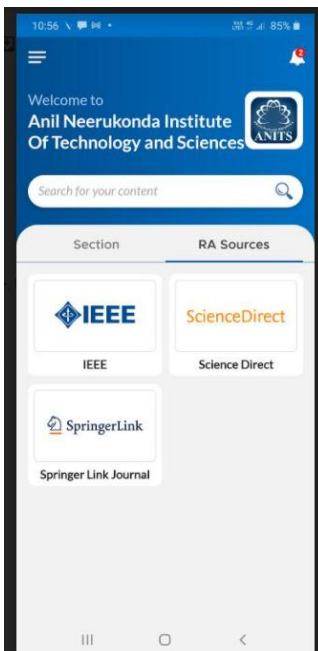 10:56
85%
2
Welcome to
Anil Neerukonda Institute
Of Technology and Sciences
ANITS
Search for your content
Section
RA Sources
IEEE
ScienceDirect
IEEE
Science Direct
SpringerLink
Springer Link Journal